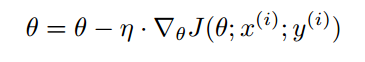 θ = θ − η · ∇θJ(θ; x(i); y(i))